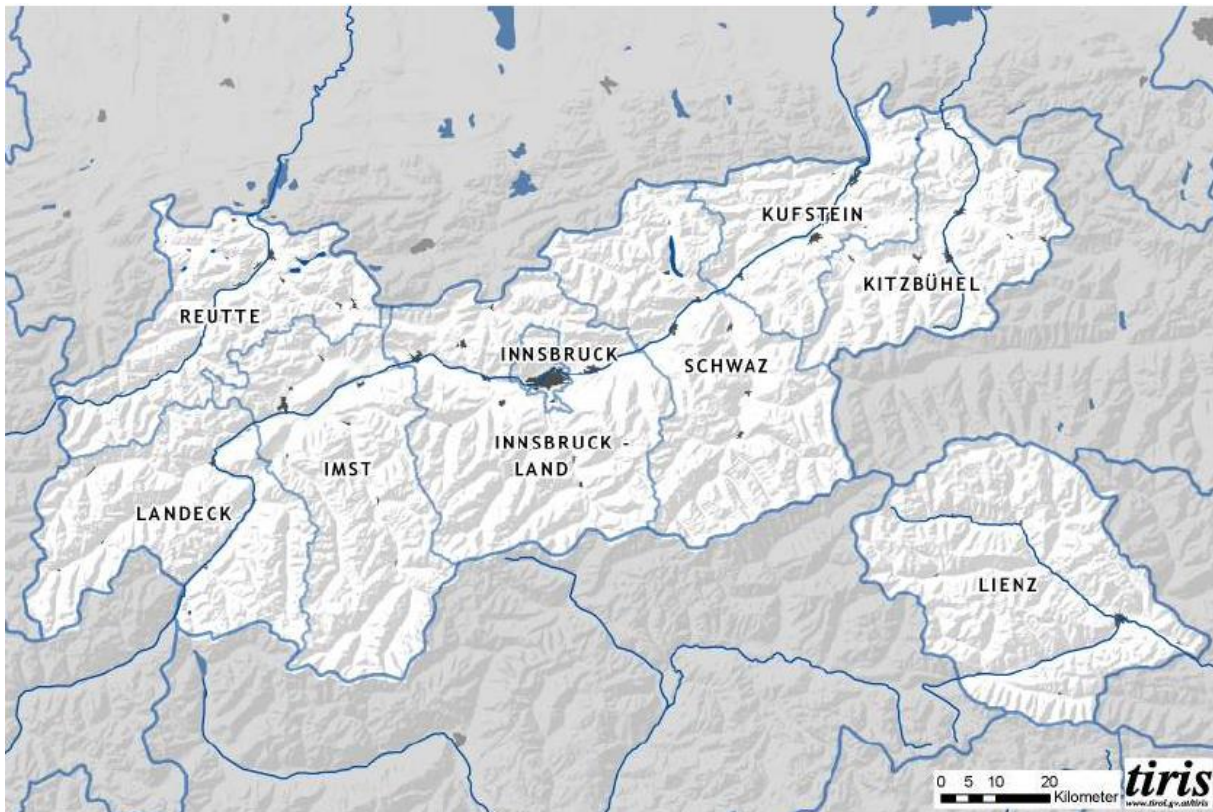 KUFSTEIN
KITZBÜHEL
REUTTE
INNSBRUCK
SCHWAZ
INNSBRUCK -
LAND
IMST
LANDECK
LIENZ
0 5 10 20
Kilometer
tiris
www.tirol.gv.at/tiris